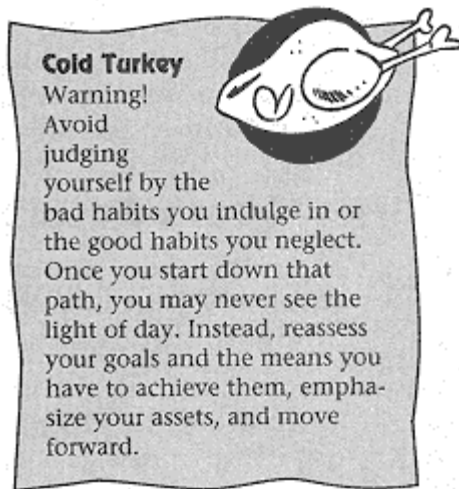 Cold Turkey
Warning!
Avoid
judging
yourself by the
bad habits you indulge in or
the good habits you neglect.
Once you start down that
path, you may never see the
light of day. Instead, reassess
your goals and the means you
have to achieve them, empha-
size your assets, and move
forward.